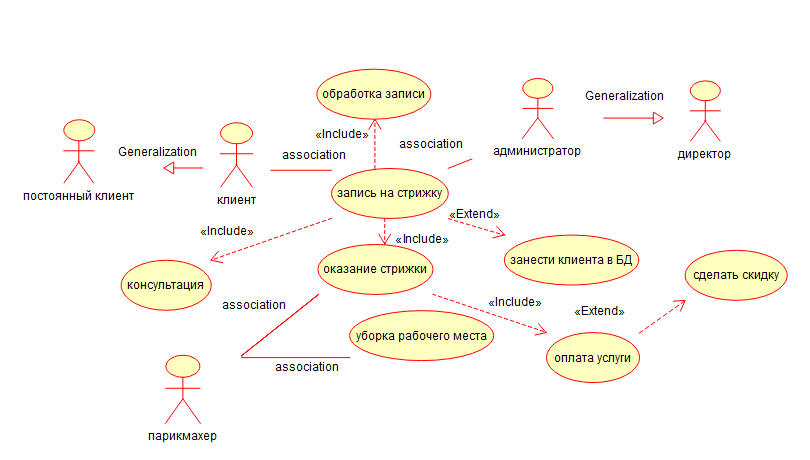 обработка записи
Generalization
«Include»
association
администратор
директор
Generalization
association
постоянный клиент
клиент
запись на стрижку
«Include»
«Extend»
«Include»
занести клиента в БД
консультация
оказание стрижки
сделать скидку
association
«Include»
«Extend»
уборка рабочего места
оплата услуги
association
парикмахер